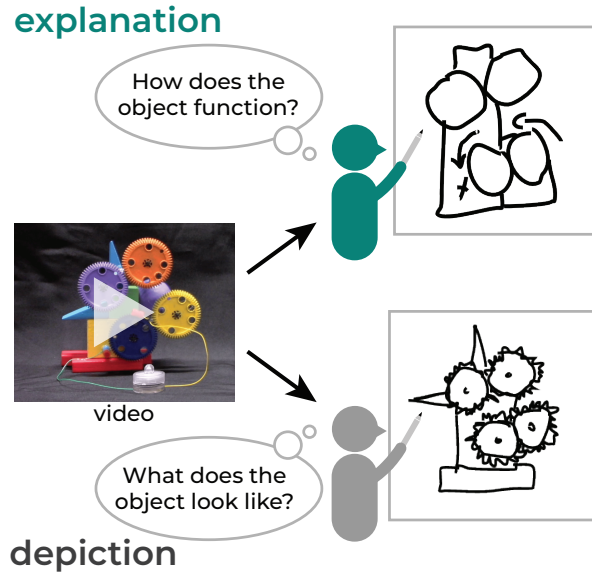 explanation
How does the
object function?
video
What does the
object look like?
depiction